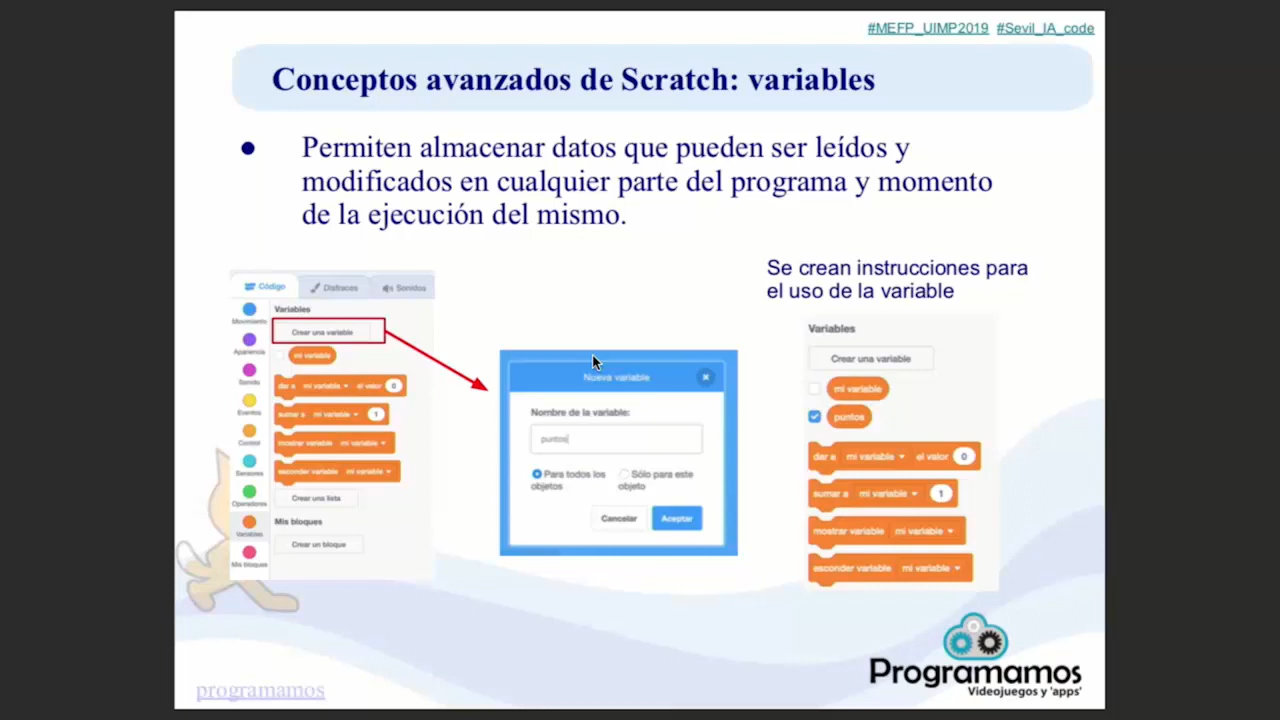 #MEFP_UIMP2019 #Sevil_IA_code
Conceptos avanzados de Scratch: variables
Permiten almacenar datos que pueden ser leídos y
modificados en cualquier parte del programa y momento
de la ejecución del mismo.
Código
Disfraces
Sonidos
Movimiento
Apariencia
Sonido
Eventos
Control
Sensores
Operadores
Variables
Mis bloques
Variables
Crear una variable
mi variable
dar a mi variable el valor 0
sumar a mi variable 1
mostrar variable mi variable
esconder variable mi variable
Crear una lista
Mis bloques
Crear un bloque
Nueva variable
Nombre de la variable:
puntos
Para todos los
objetos
Sólo para este
objeto
Cancelar
Aceptar
Se crean instrucciones para
el uso de la variable
Variables
Crear una variable
mi variable
puntos
dar a mi variable el valor 0
sumar a mi variable 1
mostrar variable mi variable
esconder variable mi variable
programamos
Programamos
Videojuegos y 'apps'